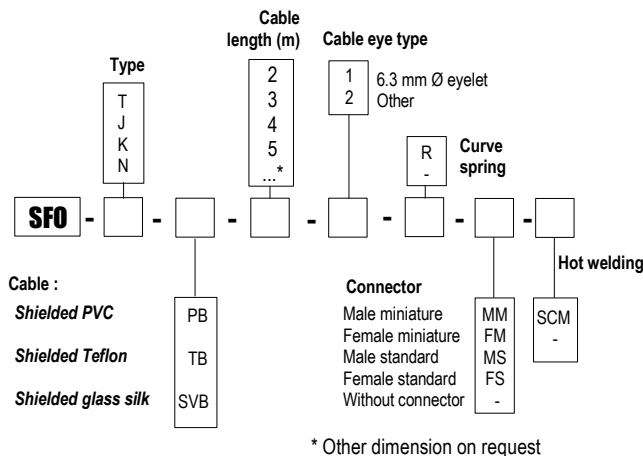 Cable
length (m)
Cable eye type
Type
T
J
K
N
2
3
4
5
...*
1 6.3 mm Ø eyelet
2 Other
R
-
Curve
spring
SFO - - - - - - -
Hot welding
Cable :
Shielded PVC PB
Shielded Teflon TB
Shielded glass silk SVB
Connector
Male miniature MM
Female miniature FM
Male standard MS
Female standard FS
Without connector -
SCM
-
* Other dimension on request